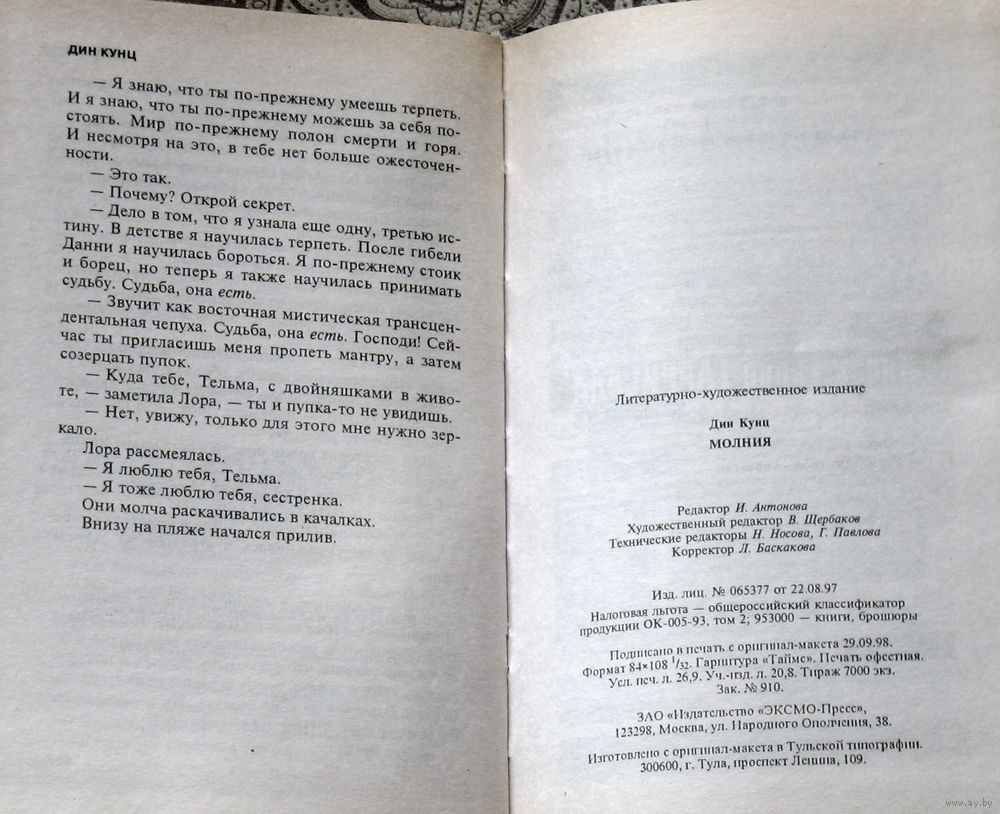 ДИН КУНЦ
— Я знаю, что ты по-прежнему умеешь терпеть.
И я знаю, что ты по-прежнему можешь за себя по-
стоять. Мир по-прежнему полон смерти и горя.
И несмотря на это, в тебе нет больше ожесточен-
ности.
— Это так.
— Почему? Открой секрет.
— Дело в том, что я узнала еще одну, третью ис-
тину. В детстве я научилась терпеть. После гибели
Данни я научилась бороться. Я по-прежнему стоик
и борец, но теперь я также научилась принимать
судьбу. Судьба, она есть.
— Звучит как восточная мистическая трансцен-
дентальная чепуха. Судьба, она есть. Господи! Сей-
час ты пригласишь меня пропеть мантру, а затем
созерцать пупок.
— Куда тебе, Тельма, с двойняшками в живо-
те, — заметила Лора, — ты и пупка-то не увидишь.
— Нет, увижу, только для этого мне нужно зер-
кало.
Лора рассмеялась.
— Я люблю тебя, Тельма.
— Я тоже люблю тебя, сестренка.
Они молча раскачивались в качалках.
Внизу на пляже начался прилив.
Литературно-художественное издание
Дин Кунц
МОЛНИЯ
Редактор И. Антонова
Художественный редактор В. Щербаков
Технические редакторы Н. Носова, Г. Павлова
Корректор Л. Баскакова
Изд. лиц. № 065377 от 22.08.97
Налоговая льгота — общероссийский классификатор
продукции ОК-005-93, том 2; 953000 — книги, брошюры
Подписано в печать с оригинал-макета 29.09.98.
Формат 84×108 1/32. Гарнитура «Таймс». Печать офсетная.
Усл. печ. л. 26,9. Уч.-изд. л. 20,8. Тираж 7000 экз.
Зак. № 910.
ЗАО «Издательство «ЭКСМО-Пресс»,
123298, Москва, ул. Народного Ополчения, 38.
Изготовлено с оригинал-макета в Тульской типографии.
300600, г. Тула, проспект Ленина, 109.
www.ay.by